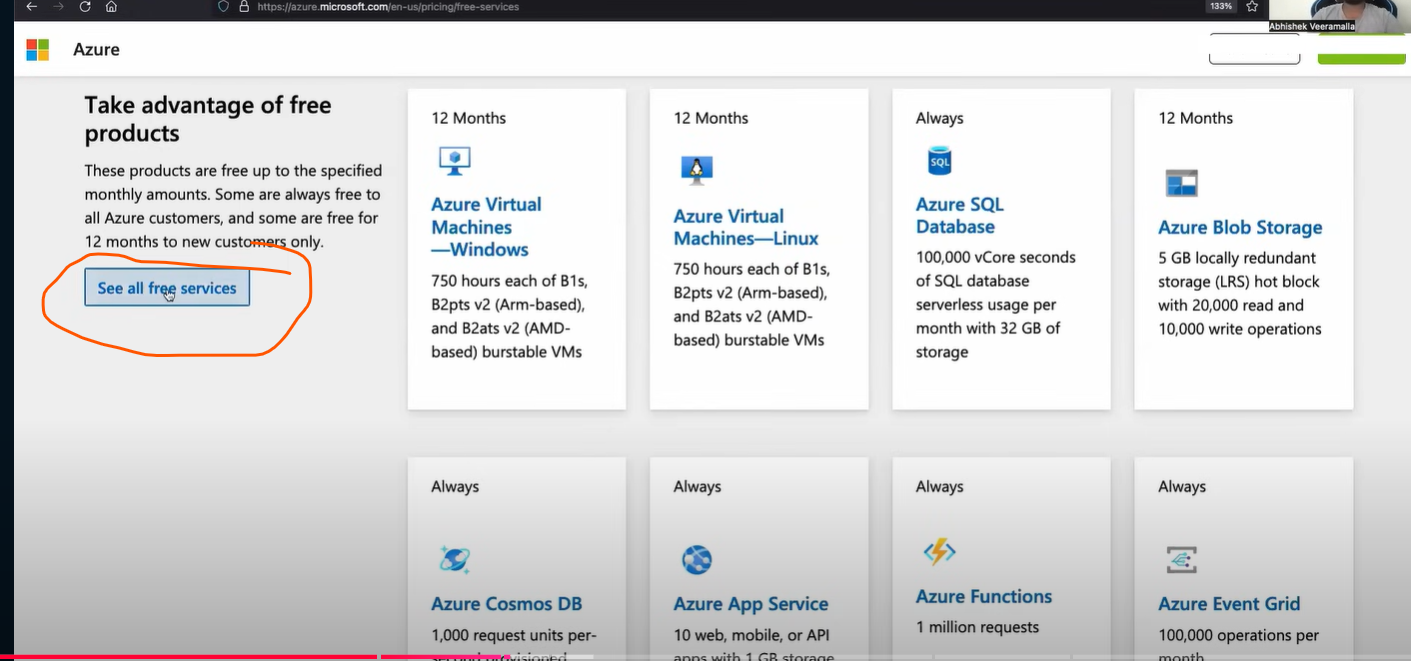 https://azure.microsoft.com/en-us/pricing/free-services
133%
Abhishek Veeramalla
Azure
Take advantage of free
products
These products are free up to the specified
monthly amounts. Some are always free to
all Azure customers, and some are free for
12 months to new customers only.
See all free services
12 Months
Azure Virtual
Machines
—Windows
750 hours each of B1s,
B2pts v2 (Arm-based),
and B2ats v2 (AMD-
based) burstable VMs
12 Months
Azure Virtual
Machines—Linux
750 hours each of B1s,
B2pts v2 (Arm-based),
and B2ats v2 (AMD-
based) burstable VMs
Always
SQL
Azure SQL
Database
100,000 vCore seconds
of SQL database
serverless usage per
month with 32 GB of
storage
12 Months
Azure Blob Storage
5 GB locally redundant
storage (LRS) hot block
with 20,000 read and
10,000 write operations
Always
Azure Cosmos DB
1,000 request units per-
second provisioned
Always
Azure App Service
10 web, mobile, or API
apps with 1 GB storage
Always
Azure Functions
1 million requests
Always
Azure Event Grid
100,000 operations per
month